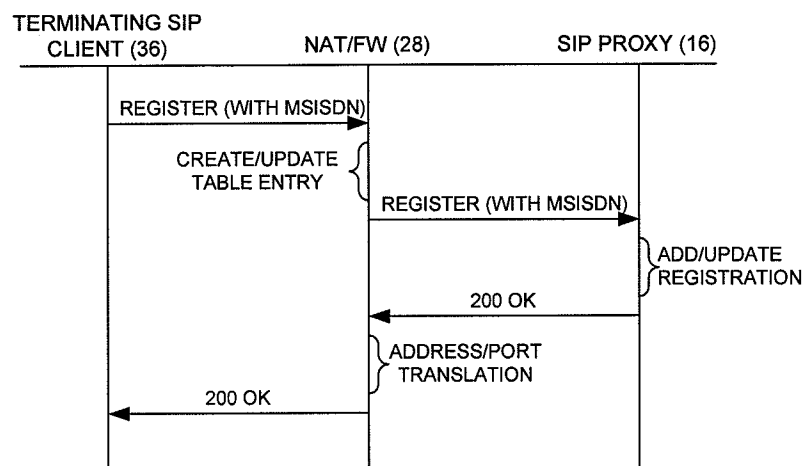 TERMINATING SIP
CLIENT (36)
NAT/FW (28)
SIP PROXY (16)
REGISTER (WITH MSISDN)
CREATE/UPDATE
TABLE ENTRY
REGISTER (WITH MSISDN)
ADD/UPDATE
REGISTRATION
200 OK
ADDRESS/PORT
TRANSLATION
200 OK